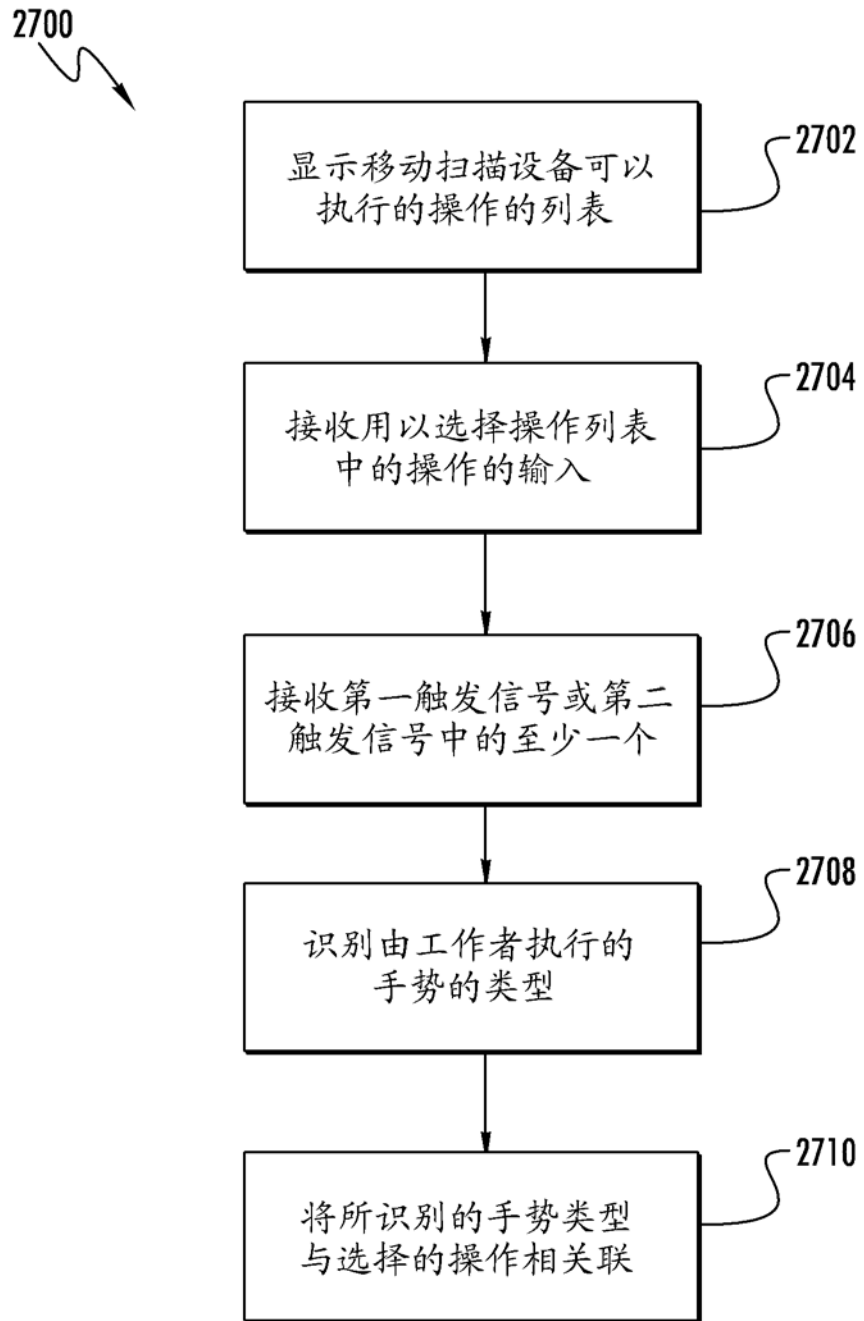 2700
显示移动扫描设备可以
执行的操作的列表
2702
接收用以选择操作列表
中的操作的输入
2704
接收第一触发信号或第二
触发信号中的至少一个
2706
识别由工作者执行的
手势的类型
2708
将所识别的手势类型
与选择的操作相关联
2710